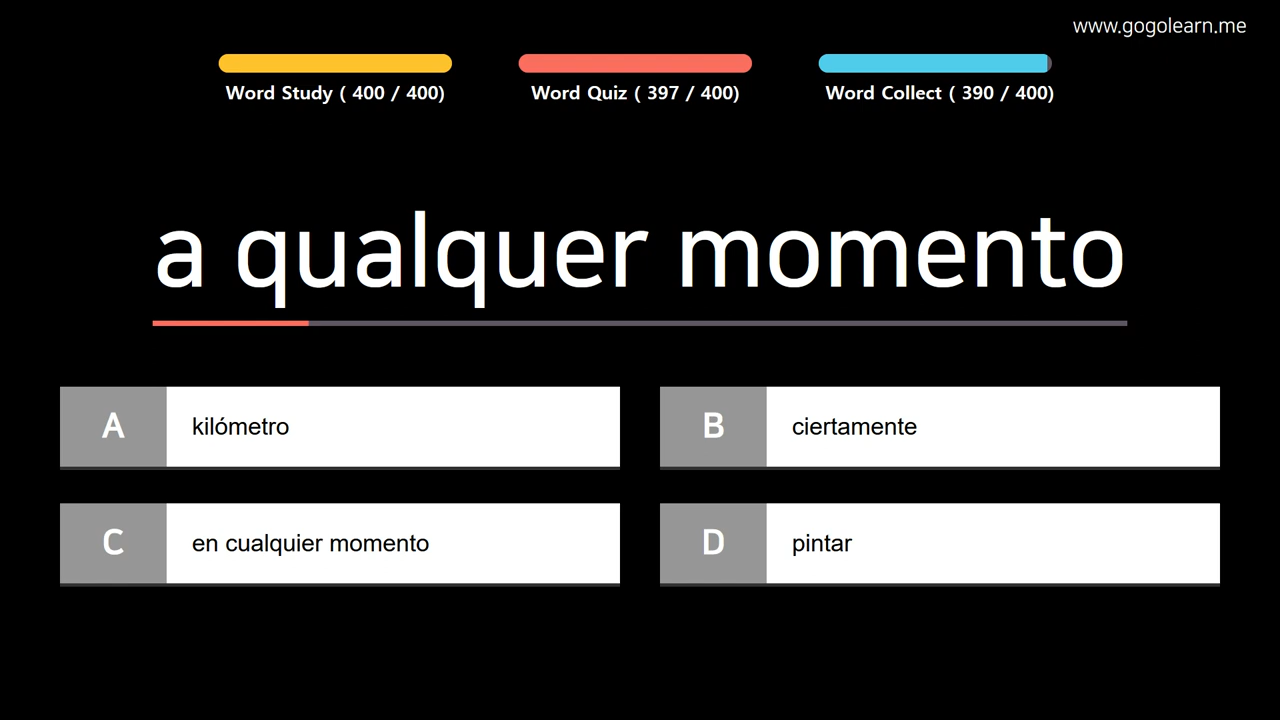 www.gogolearn.me
Word Study ( 400 / 400)
Word Quiz ( 397 / 400)
Word Collect ( 390 / 400)
a qualquer momento
A
kilómetro
B
ciertamente
C
en cualquier momento
D
pintar